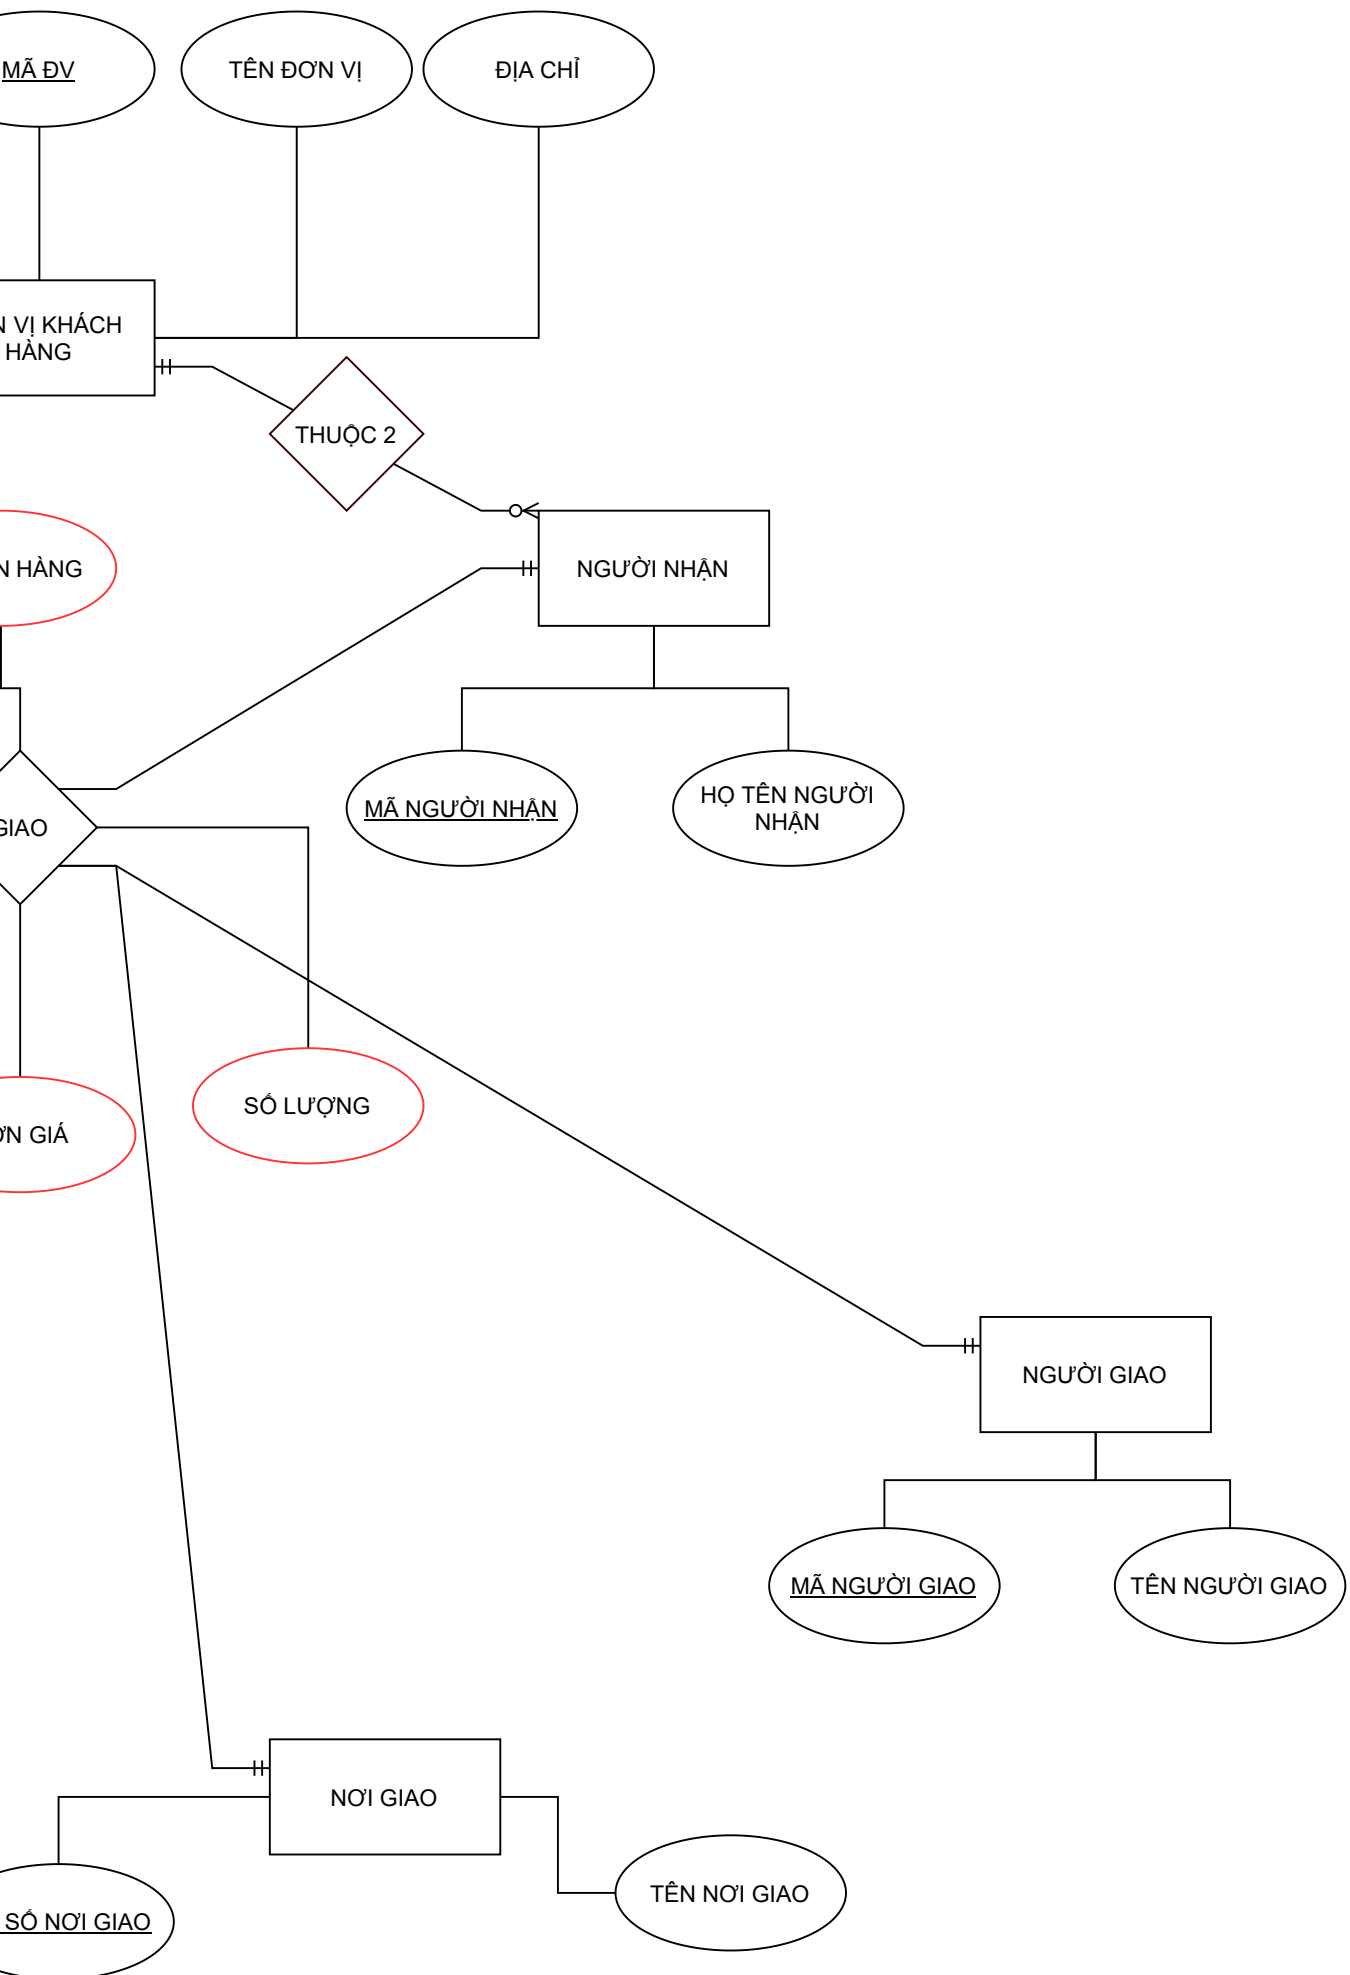 MÃ ĐV
TÊN ĐƠN VỊ
ĐỊA CHỈ
VỊ KHÁCH
HÀNG
THUỘC 2
HÀNG
NGƯỜI NHẬN
MÃ NGƯỜI NHẬN
HỌ TÊN NGƯỜI
NHẬN
GIAO
SỐ LƯỢNG
GIÁ
NGƯỜI GIAO
MÃ NGƯỜI GIAO
TÊN NGƯỜI GIAO
NƠI GIAO
TÊN NƠI GIAO
SỐ NƠI GIAO